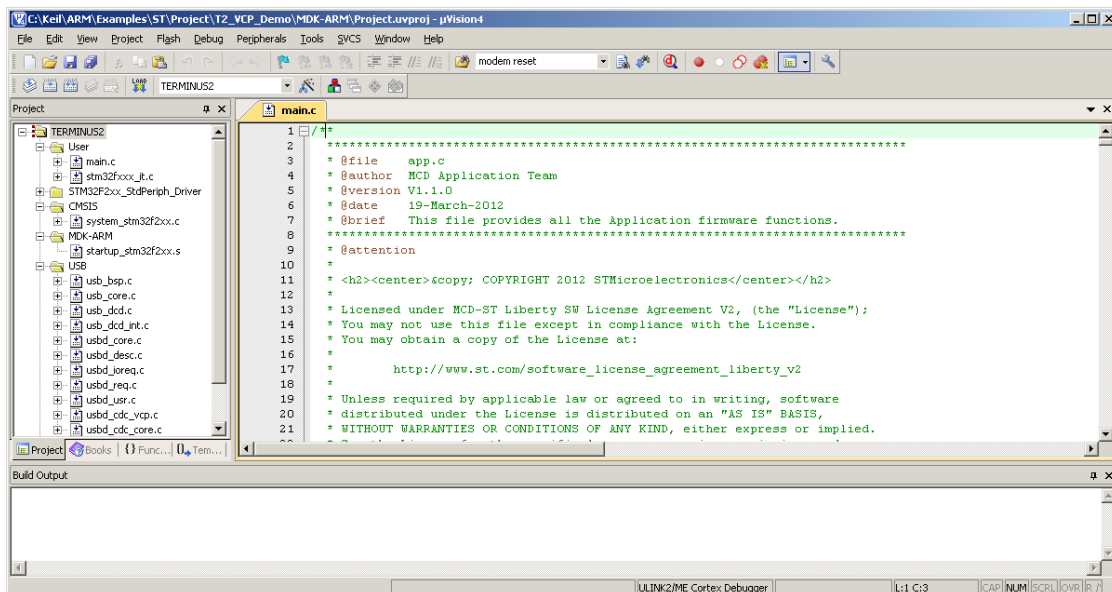 C:\Keil\ARM\Examples\ST\Project\T2_VCP_Demo\MDK-ARM\Project.uvproj - µVision4
File Edit View Project Flash Debug Peripherals Tools SVCS Window Help
modem reset
LOAD TERMINUS2
Project
main.c
TERMINUS2
User
main.c
stm32fxxx_it.c
STM32F2xx_StdPeriph_Driver
CMSIS
system_stm32f2xx.c
MDK-ARM
startup_stm32f2xx.s
USB
usb_bsp.c
usb_core.c
usb_dcd.c
usb_dcd_int.c
usbd_core.c
usbd_desc.c
usbd_ioreq.c
usbd_req.c
usbd_usr.c
usbd_cdc_vcp.c
usbd_cdc_core.c
Project Books {} Func... 0 Tem...
1 /**
2 ******************************************************************************
3 * @file    app.c
4 * @author  MCD Application Team
5 * @version V1.1.0
6 * @date    19-March-2012
7 * @brief   This file provides all the Application firmware functions.
8 ******************************************************************************
9 * @attention
10 *
11 * <h2><center>&copy; COPYRIGHT 2012 STMicroelectronics</center></h2>
12 *
13 * Licensed under MCD-ST Liberty SW License Agreement V2, (the "License");
14 * You may not use this file except in compliance with the License.
15 * You may obtain a copy of the License at:
16 *
17 *        http://www.st.com/software_license_agreement_liberty_v2
18 *
19 * Unless required by applicable law or agreed to in writing, software
20 * distributed under the License is distributed on an "AS IS" BASIS,
21 * WITHOUT WARRANTIES OR CONDITIONS OF ANY KIND, either express or implied.
Build Output
ULINK2/ME Cortex Debugger L:1 C:3 CAP NUM SCRL OVR R /